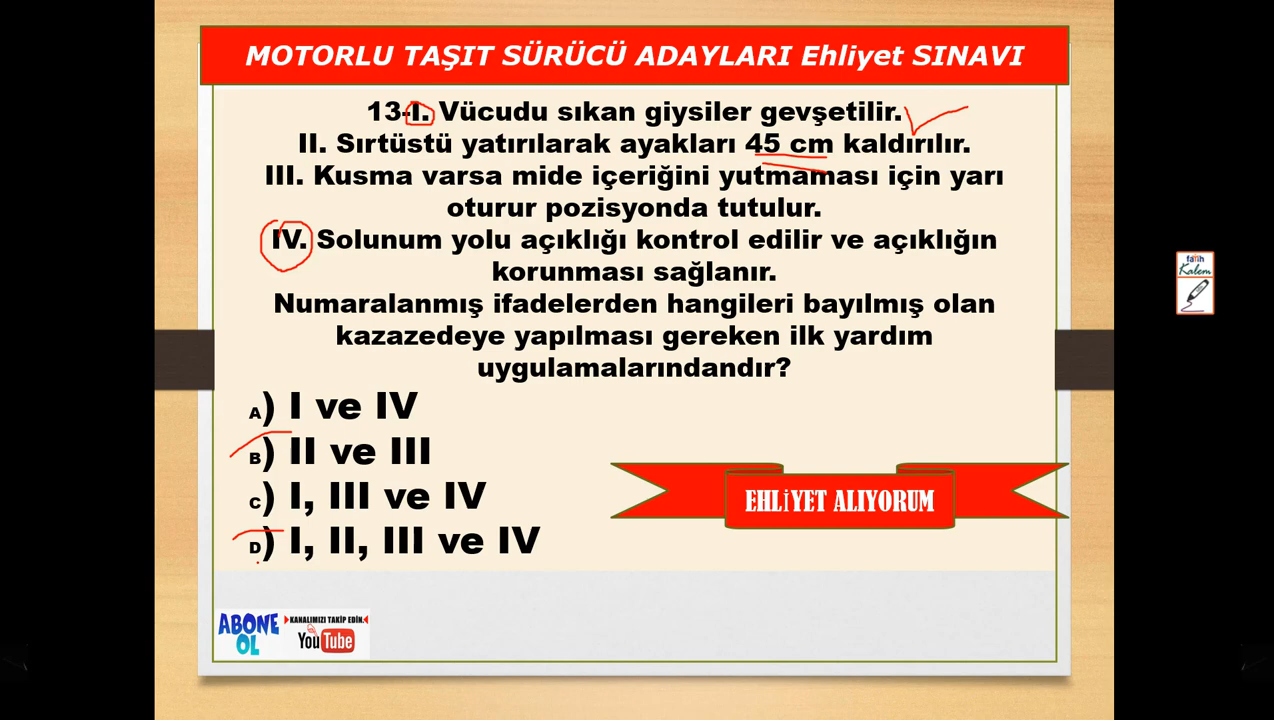 MOTORLU TAŞIT SÜRÜCÜ ADAYLARI Ehliyet SINAVI
13-I. Vücudu sıkan giysiler gevşetilir.
II. Sırtüstü yatırılarak ayakları 45 cm kaldırılır.
III. Kusma varsa mide içeriğini yutmaması için yarı
oturur pozisyonda tutulur.
IV. Solunum yolu açıklığı kontrol edilir ve açıklığın
korunması sağlanır.
Numaralanmış ifadelerden hangileri bayılmış olan
kazazedeye yapılması gereken ilk yardım
uygulamalarındandır?
A) I ve IV
B) II ve III
C) I, III ve IV
D) I, II, III ve IV
EHLİYET ALIYORUM
ABONE
OL
KANALIMIZI TAKİP EDİN.
YouTube
fatih
Kalem